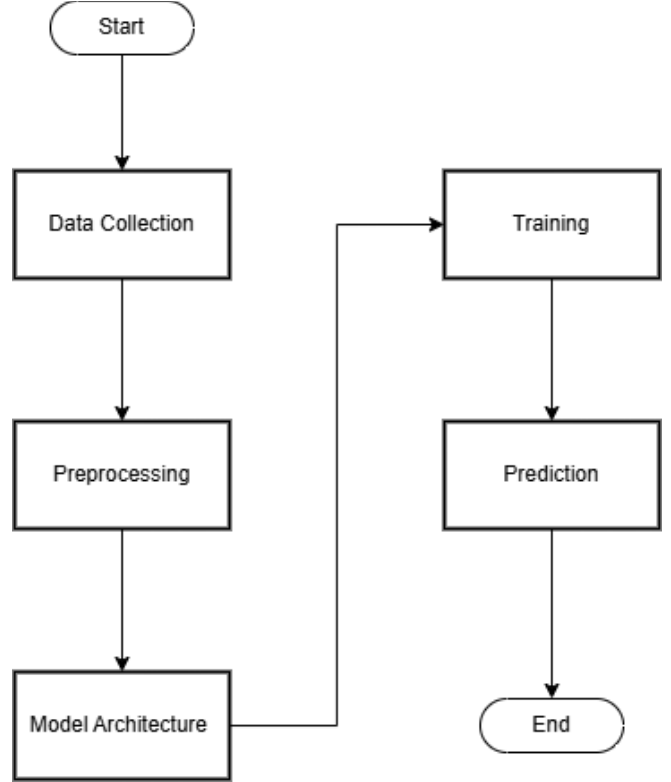 Start
Data Collection
Preprocessing
Model Architecture
Training
Prediction
End